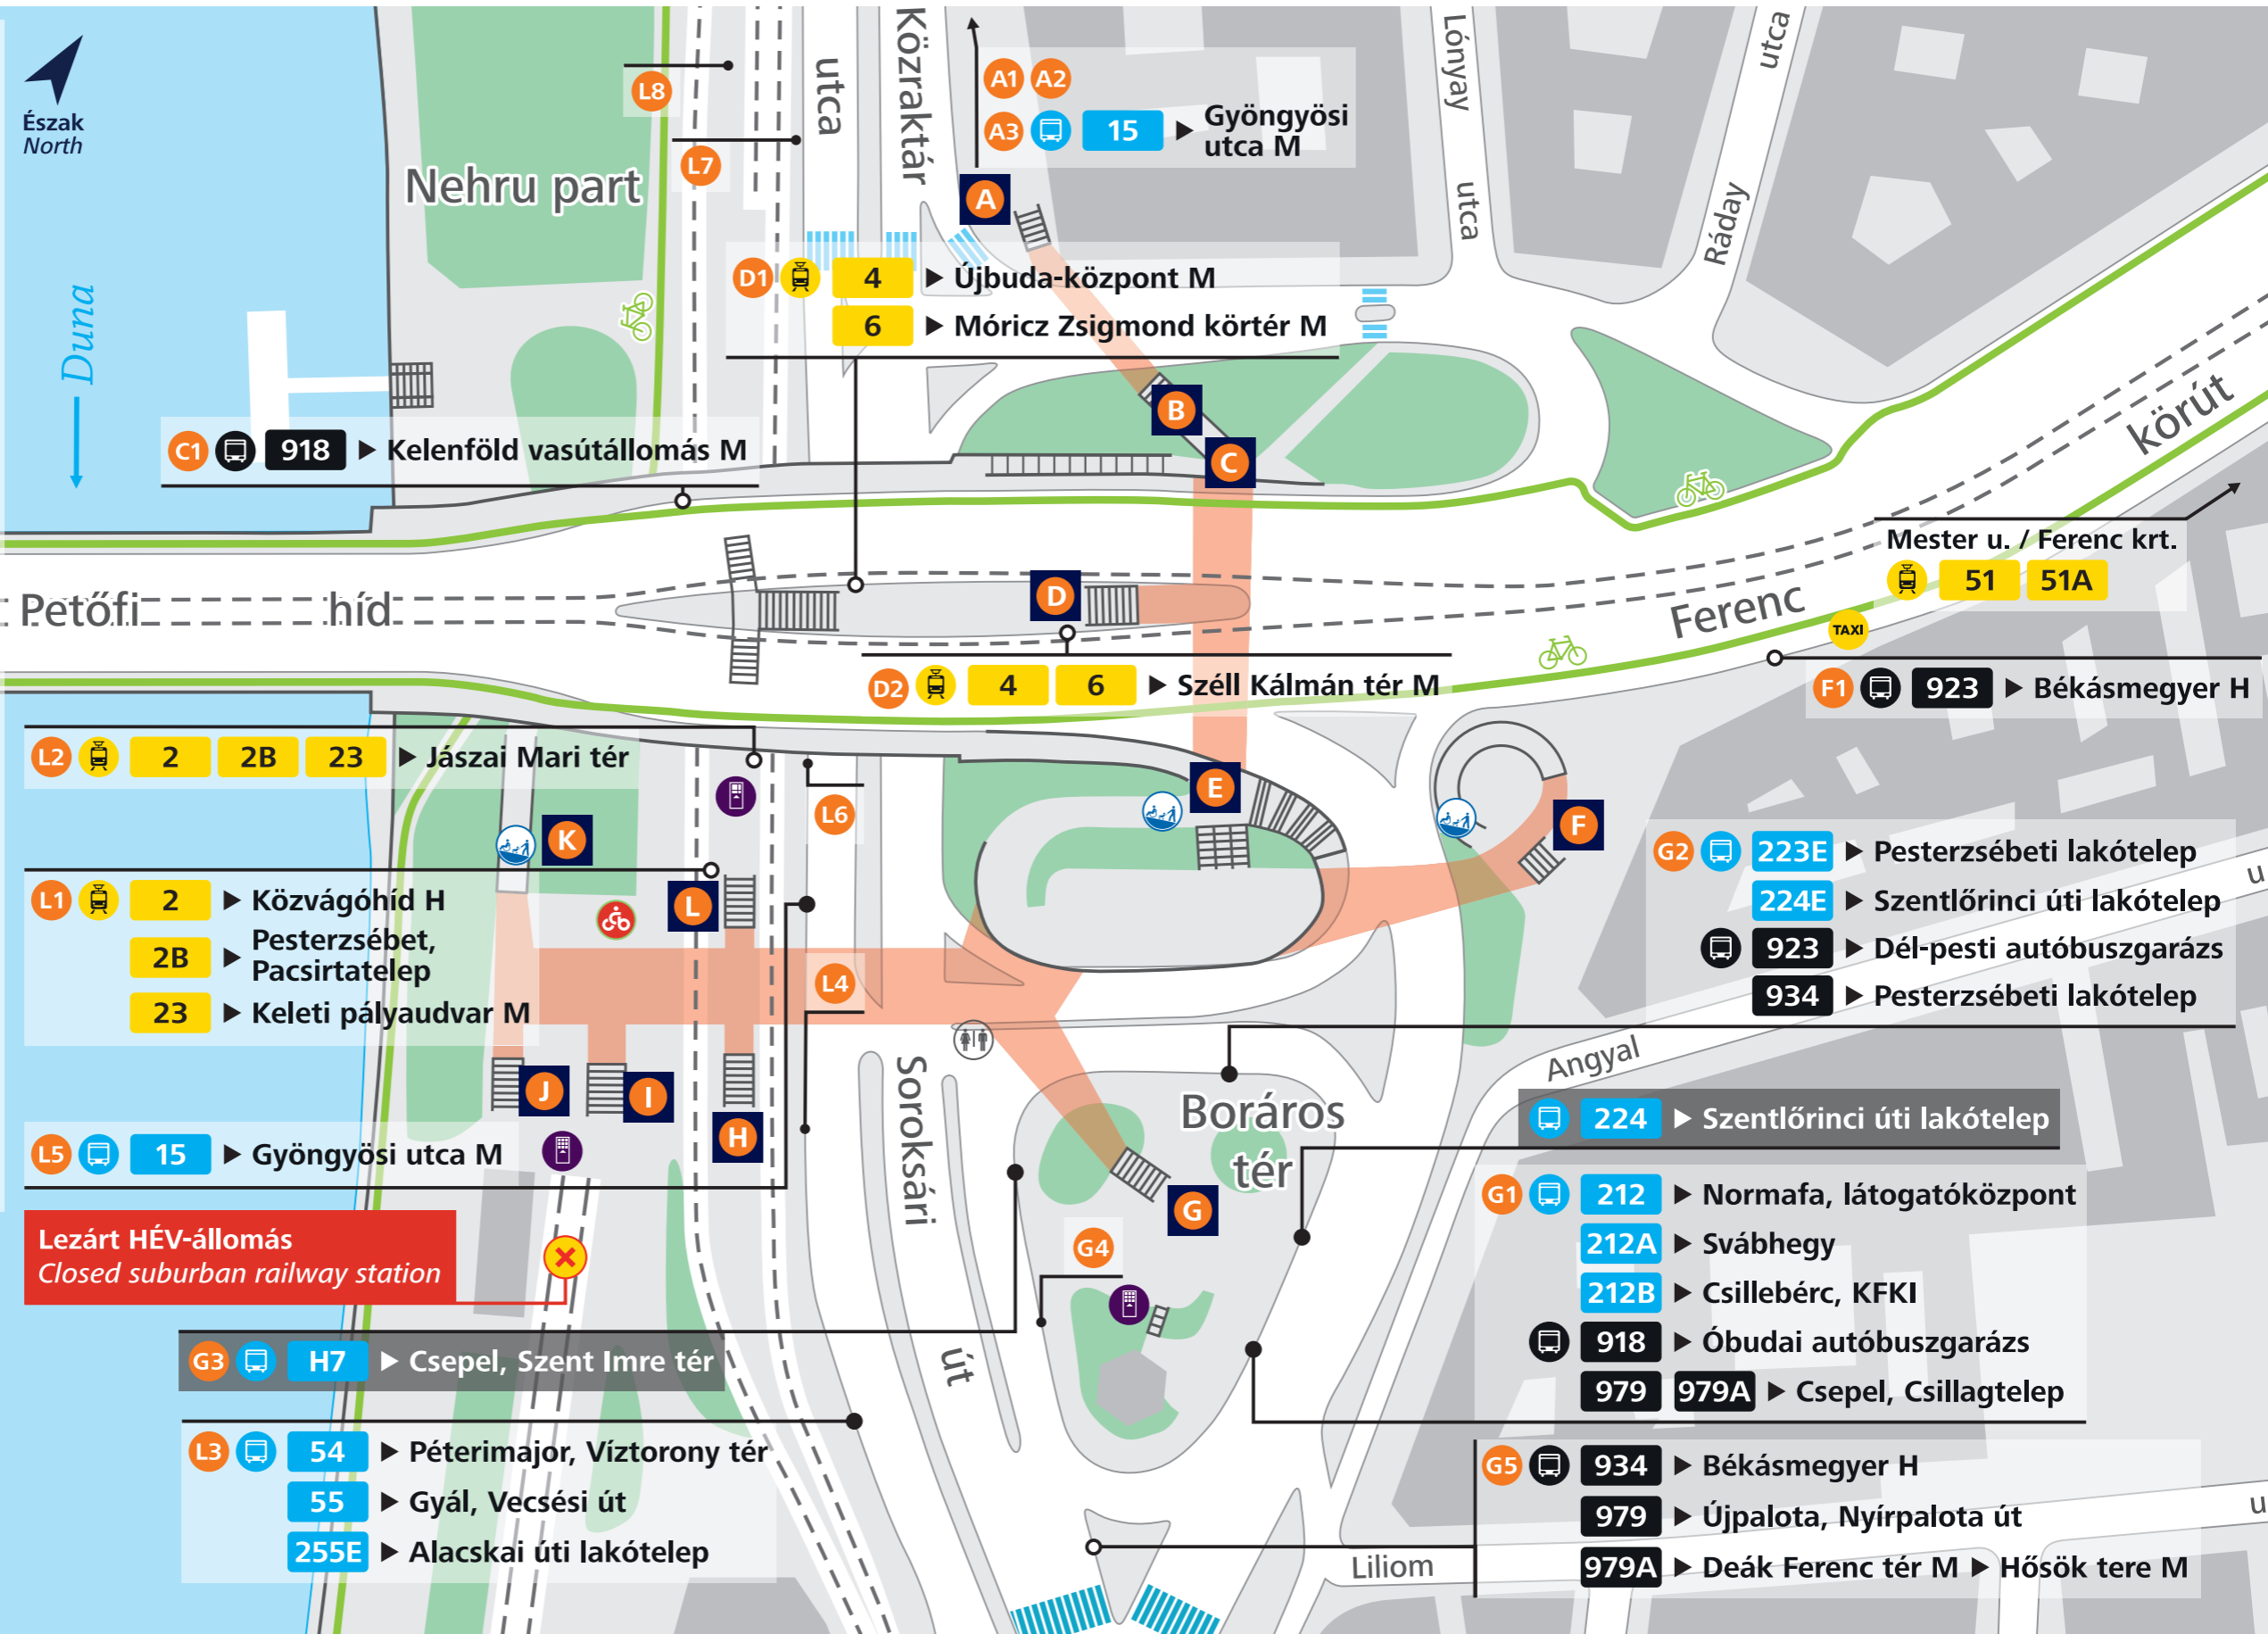 Észak
North
Duna
Nehru part
L8
L7
utca
Közraktár
A1 A2
A3 15 Gyöngyösi
utca M
A
Lónyay
utca
Ráday
utca
D1 4 Újbuda-központ M
6 Móricz Zsigmond körtér M
B
C
C1 918 Kelenföld vasútállomás M
körút
Mester u. / Ferenc krt.
51 51A
Petőfi híd
D
Ferenc
TAXI
D2 4 6 Széll Kálmán tér M
F1 923 Békásmegyer H
L2 2 2B 23 Jászai Mari tér
E
L6
K
F
L1 2 Közvágóhíd H
2B Pesterzsébet,
Pacsirtatelep
23 Keleti pályaudvar M
L
L4
G2 223E Pesterzsébeti lakótelep
224E Szentlőrinci úti lakótelep
923 Dél-pesti autóbuszgarázs
934 Pesterzsébeti lakótelep
u
Angyal
J
I
H
Soroksári
út
Boráros
tér
G
224 Szentlőrinci úti lakótelep
L5 15 Gyöngyösi utca M
G1 212 Normafa, látogatóközpont
212A Svábhegy
212B Csillebérc, KFKI
918 Óbudai autóbuszgarázs
979 979A Csepel, Csillagtelep
Lezárt HÉV-állomás
Closed suburban railway station
G4
G3 H7 Csepel, Szent Imre tér
L3 54 Péterimajor, Víztorony tér
55 Gyál, Vecsési út
255E Alacskai úti lakótelep
G5 934 Békásmegyer H
979 Újpalota, Nyírpalota út
979A Deák Ferenc tér M Hősök tere M
Liliom
u